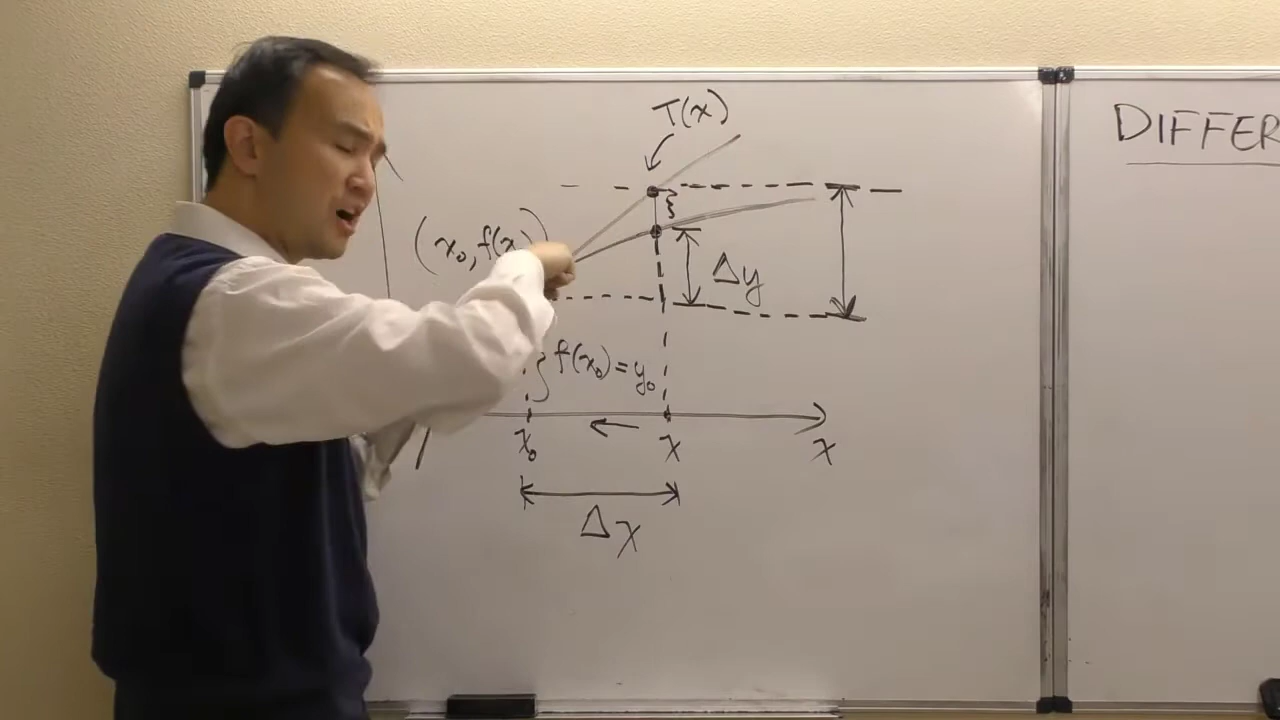 T(x)
DIFFER
(x₀, f(x
Δy
f(x₀) = y₀
x₀
x
x
Δx